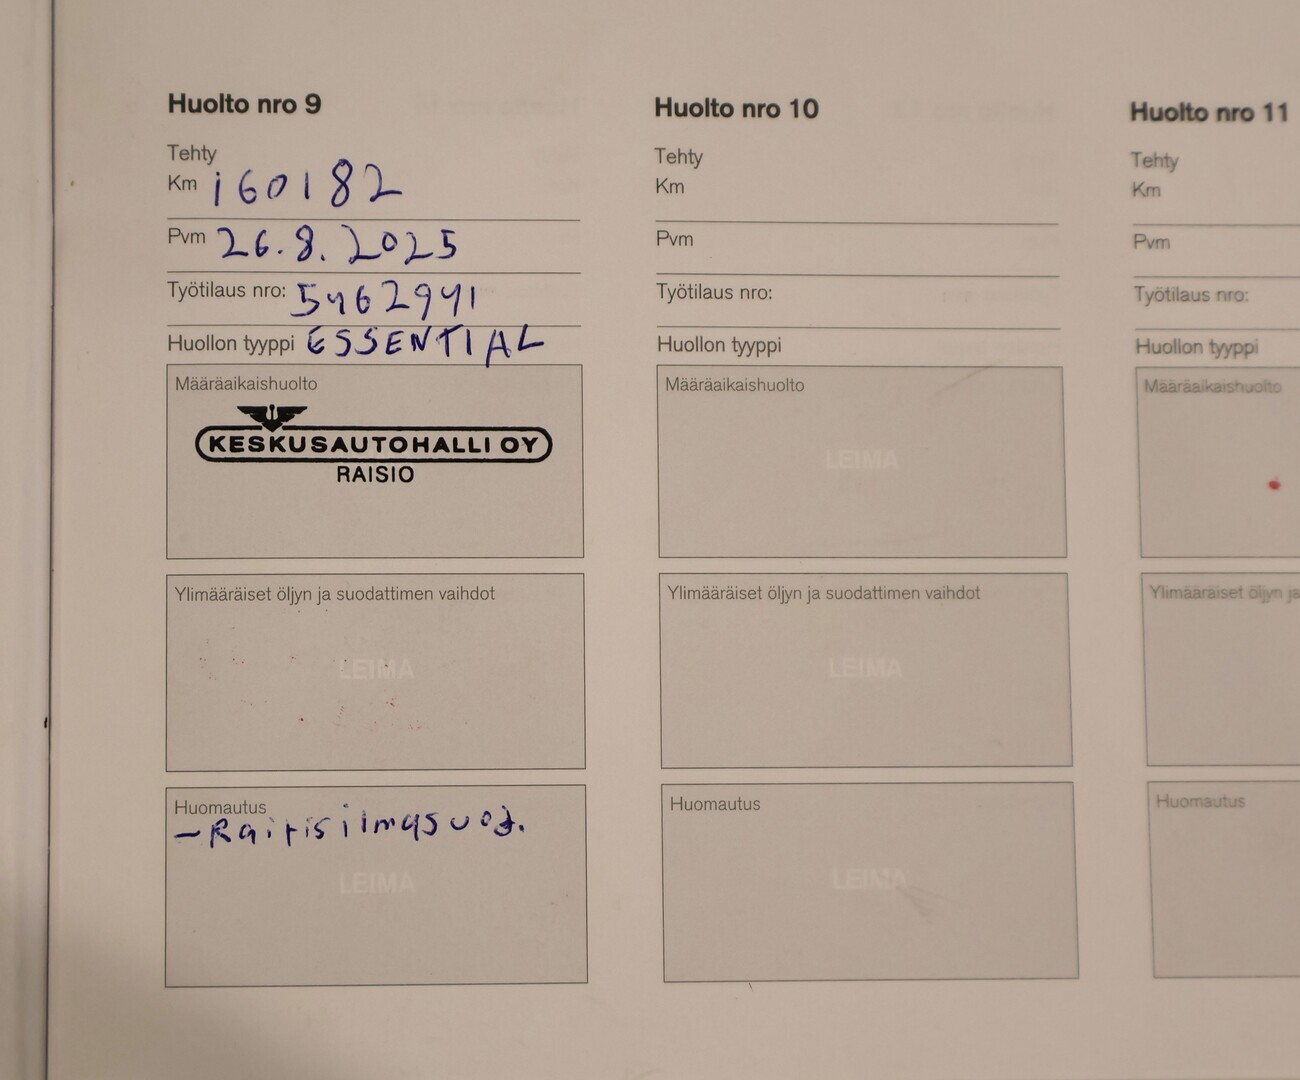 Huolto nro 9
Tehty
Km 160182
Pvm 26.8.2025
Työtilaus nro: 5462941
Huollon tyyppi ESSENTIAL
Määräaikaishuolto
KESKUSAUTOHALLI OY
RAISIO
Ylimääräiset öljyn ja suodattimen vaihdot
LEIMA
Huomautus
- Raitisilmasuod.
LEIMA
Huolto nro 10
Tehty
Km
Pvm
Työtilaus nro:
Huollon tyyppi
Määräaikaishuolto
LEIMA
Ylimääräiset öljyn ja suodattimen vaihdot
LEIMA
Huomautus
LEIMA
Huolto nro 11
Tehty
Km
Pvm
Työtilaus nro:
Huollon tyyppi
Määräaikaishuolto
Ylimääräiset öljyn ja
Huomautus